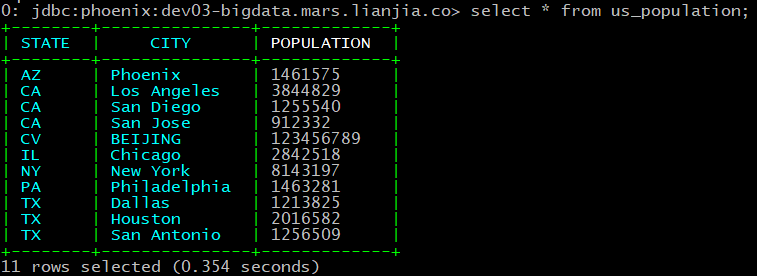 0: jdbc:phoenix:dev03-bigdata.mars.lianjia.co> select * from us_population;
+--------+---------------+-------------+
| STATE | CITY | POPULATION |
+--------+---------------+-------------+
| AZ | Phoenix | 1461575 |
| CA | Los Angeles | 3844829 |
| CA | San Diego | 1255540 |
| CA | San Jose | 912332 |
| CV | BEIJING | 123456789 |
| IL | Chicago | 2842518 |
| NY | New York | 8143197 |
| PA | Philadelphia | 1463281 |
| TX | Dallas | 1213825 |
| TX | Houston | 2016582 |
| TX | San Antonio | 1256509 |
+--------+---------------+-------------+
11 rows selected (0.354 seconds)